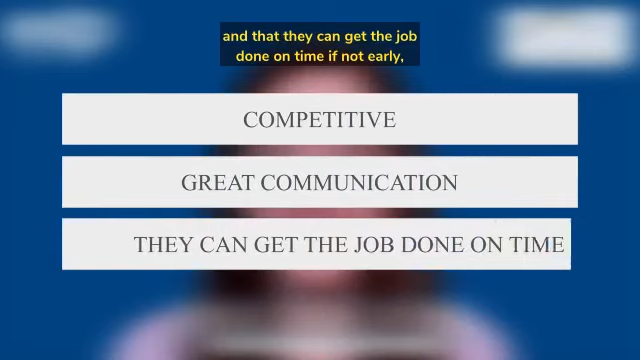 and that they can get the job
done on time if not early,
COMPETITIVE
GREAT COMMUNICATION
THEY CAN GET THE JOB DONE ON TIME